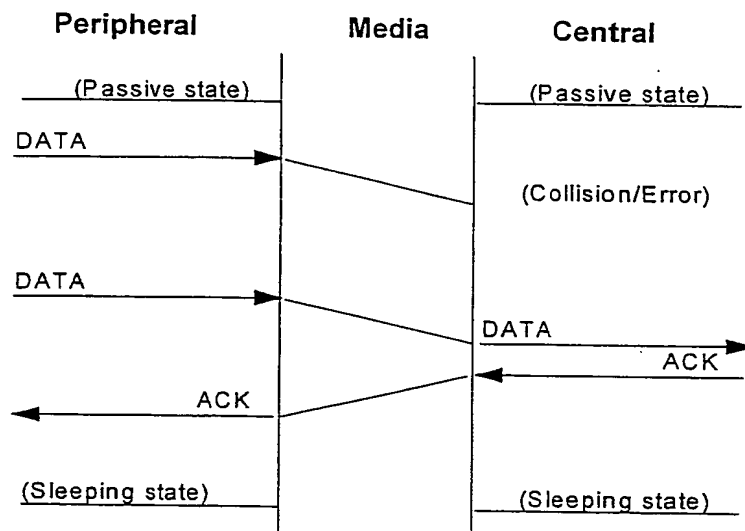 Peripheral Media Central
(Passive state) (Passive state)
DATA
(Collision/Error)
DATA
DATA
ACK
ACK
(Sleeping state) (Sleeping state)